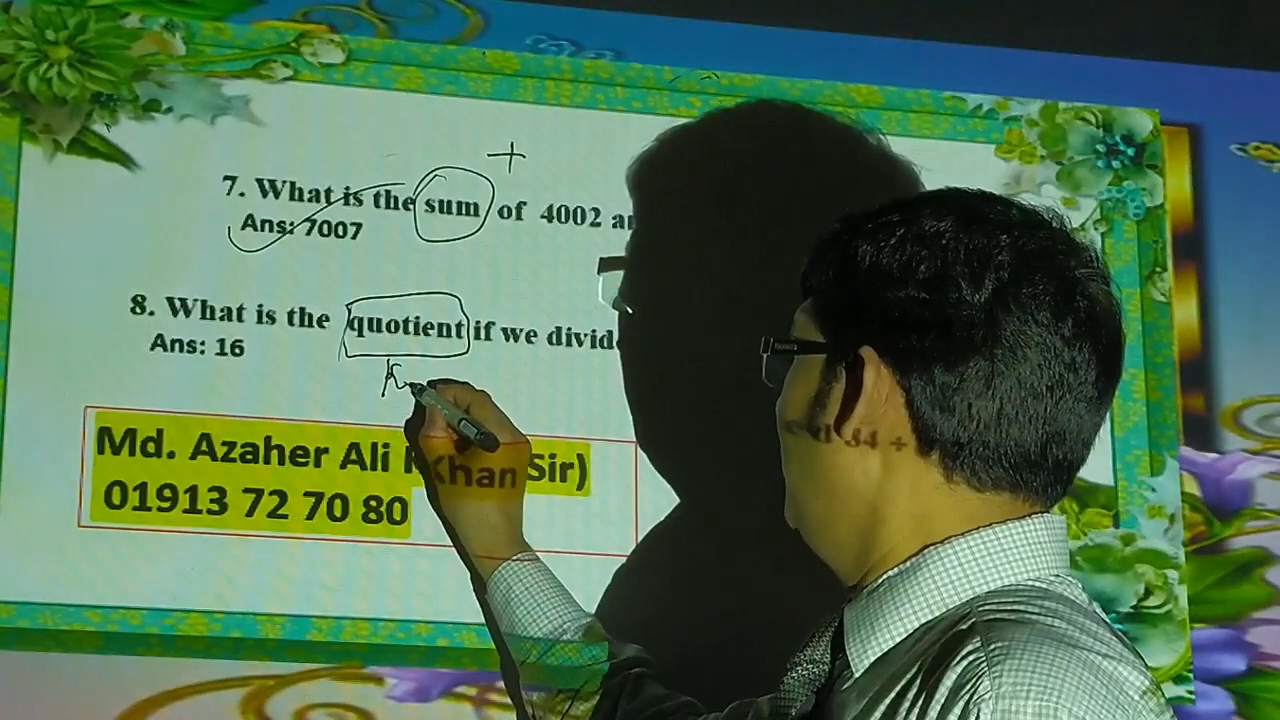 +
7. What is the sum of 4002 a
Ans: 7007
8. What is the quotient if we divid
Ans: 16
Md. Azaher Ali Khan Sir)
01913 72 70 80